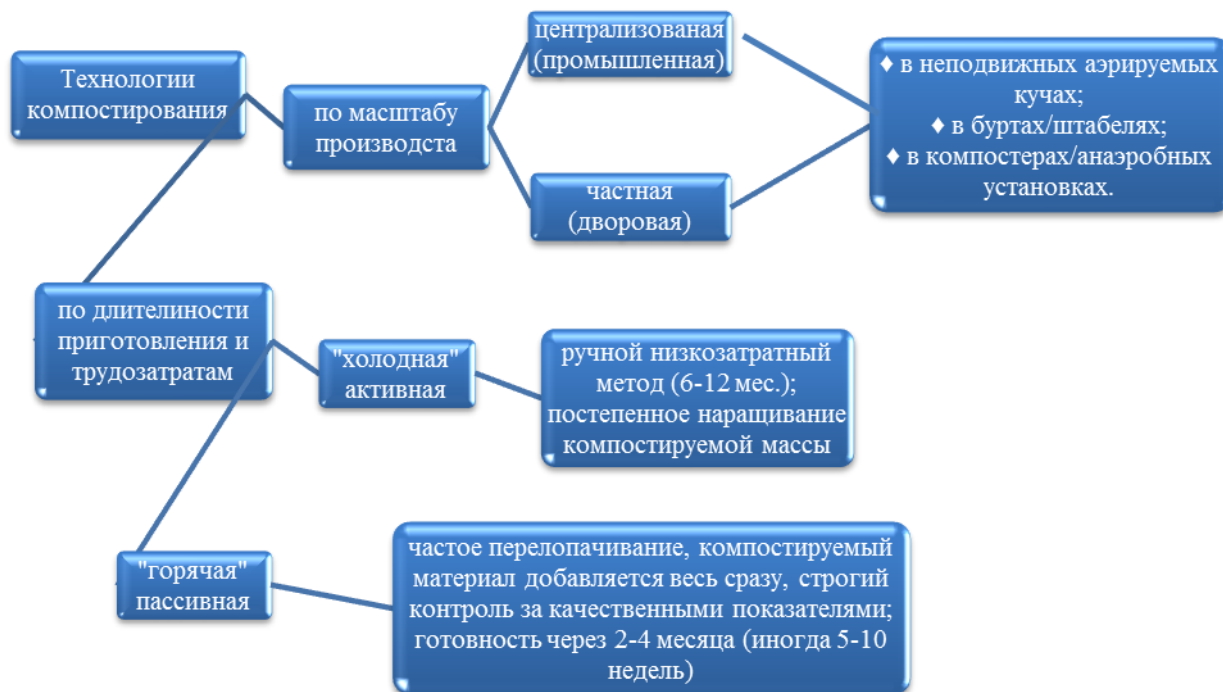 Технологии
компостирования
по масштабу
производста
централизованая
(промышленная)
частная
(дворовая)
♦ в неподвижных аэрируемых
кучах;
♦ в буртах/штабелях;
♦ в компостерах/анаэробных
установках.
по длителиности
приготовления и
трудозатратам
"холодная"
активная
ручной низкозатратный
метод (6-12 мес.);
постепенное наращивание
компостируемой массы
"горячая"
пассивная
частое перелопачивание, компостируемый
материал добавляется весь сразу, строгий
контроль за качественными показателями;
готовность через 2-4 месяца (иногда 5-10
недель)